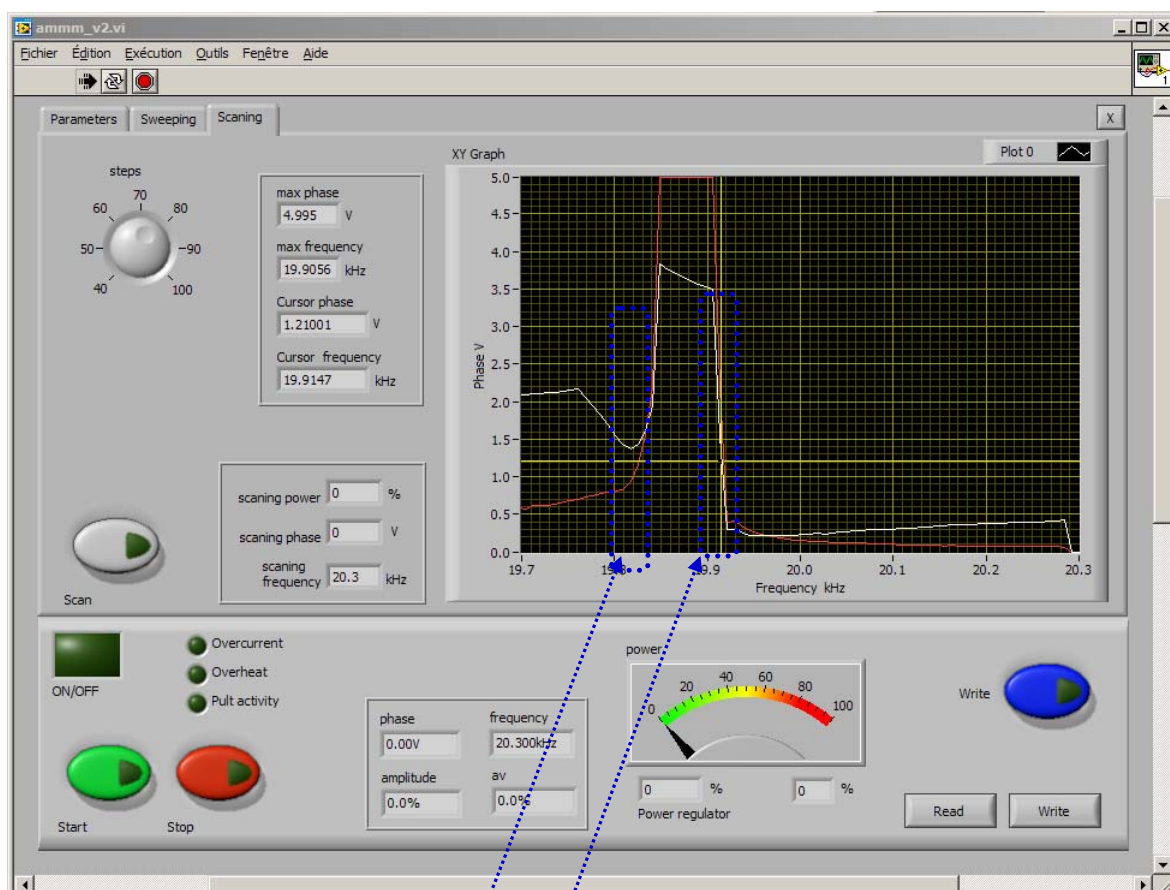 ammm_v2.vi
Fichier Édition Exécution Outils Fenêtre Aide
1
Parameters Sweeping Scaning X
steps
40 50 60 70 80 90 100
max phase
4.995 V
max frequency
19.9056 kHz
Cursor phase
1.21001 V
Cursor frequency
19.9147 kHz
scaning power 0 %
scaning phase 0 V
scaning
frequency 20.3 kHz
Scan
XY Graph Plot 0
5.0
4.5
4.0
3.5
3.0
2.5
2.0
1.5
1.0
0.5
0.0
Phase V
19.7 19.8 19.9 20.0 20.1 20.2 20.3
Frequency kHz
ON/OFF
Overcurrent
Overheat
Pult activity
Start Stop
phase frequency
0.00V 20.300kHz
amplitude av
0.0% 0.0%
power
0 20 40 60 80 100
0 % 0 %
Power regulator
Write
Read Write